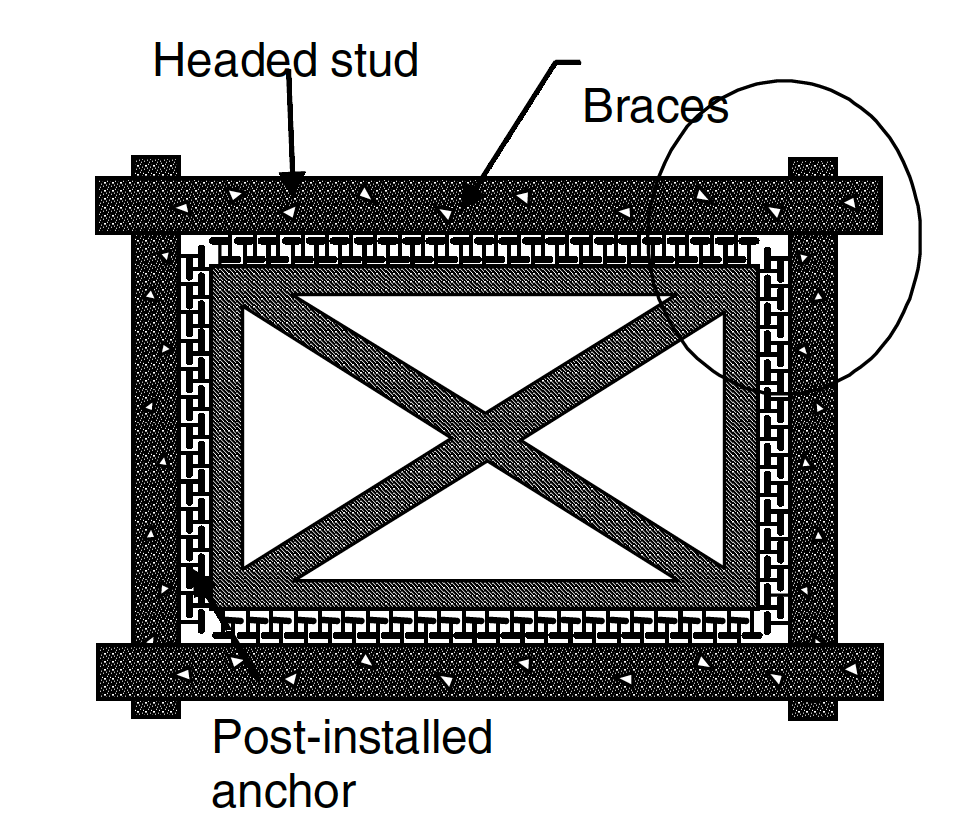 Headed stud
Braces
Post-installed
anchor